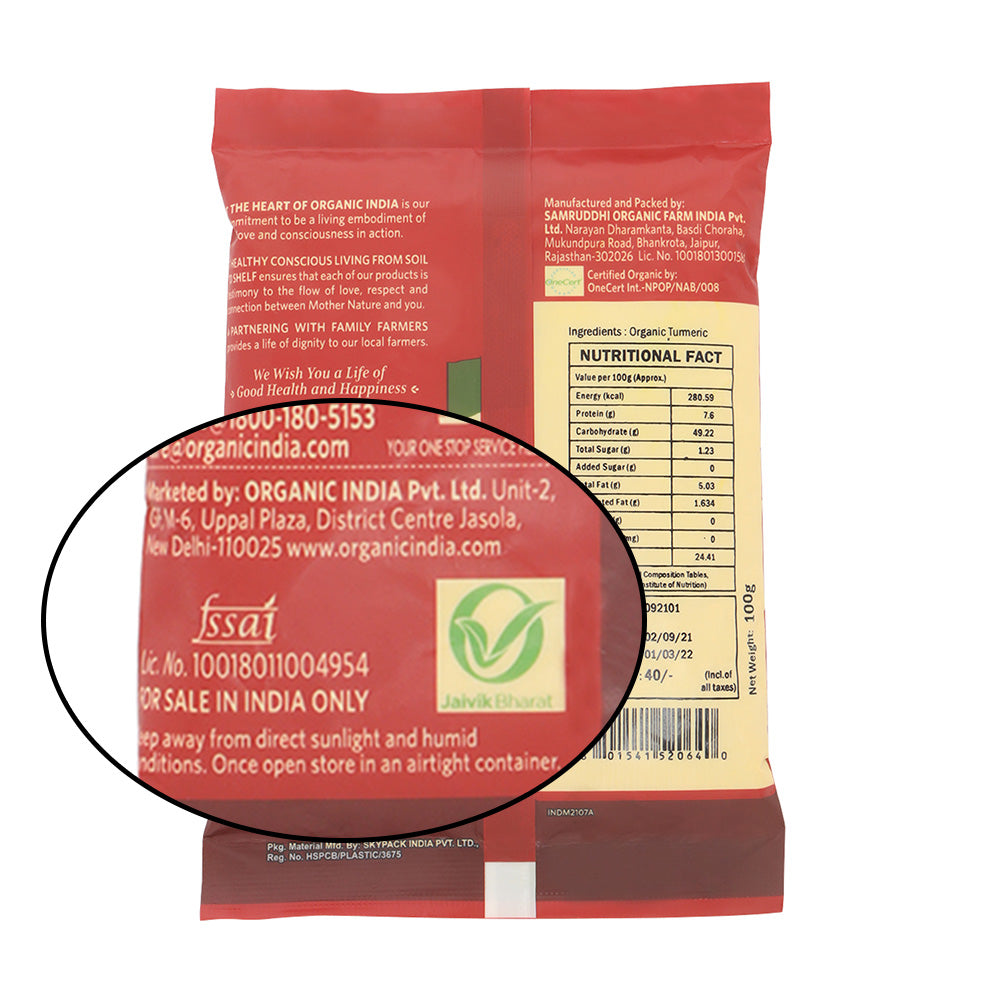 THE HEART OF ORGANIC INDIA is our
commitment to be a living embodiment of
love and consciousness in action.
HEALTHY CONSCIOUS LIVING FROM SOIL
TO SHELF ensures that each of our products is
testimony to the flow of love, respect and
connection between Mother Nature and you.
PARTNERING WITH FAMILY FARMERS
provides a life of dignity to our local farmers.
We Wish You a Life of
Good Health and Happiness
1800-180-5153
@organicindia.com YOUR ONE STOP SERVICE
Marketed by: ORGANIC INDIA Pvt. Ltd. Unit-2,
GF, M-6, Uppal Plaza, District Centre Jasola,
New Delhi-110025 www.organicindia.com
fssai
Lic. No. 10018011004954
FOR SALE IN INDIA ONLY
Jaivik Bharat
Keep away from direct sunlight and humid
conditions. Once open store in an airtight container.
Pkg. Material Mfd. By: SKYPACK INDIA PVT. LTD.,
Reg. No. HSPCB/PLASTIC/3675
Manufactured and Packed by:
SAMRUDDHI ORGANIC FARM INDIA Pvt.
Ltd. Narayan Dharamkanta, Basdi Choraha,
Mukundpura Road, Bhankrota, Jaipur,
Rajasthan-302026 Lic. No. 1001801300158
OneCert
Certified Organic by:
OneCert Int.-NPOP/NAB/008
Ingredients : Organic Turmeric
NUTRITIONAL FACT
Value per 100g (Approx.)
Energy (kcal) 280.59
Protein (g) 7.6
Carbohydrate (g) 49.22
Total Sugar (g) 1.23
Added Sugar (g) 0
Total Fat (g) 5.03
Fat (g) 1.634
(g) 0
(mg) 0
24.41
Composition Tables,
Institute of Nutrition)
092101
02/09/21
01/03/22
: 40/- (Incl. of
all taxes)
Net Weight: 100g
01541 52064 0
INDM2107A